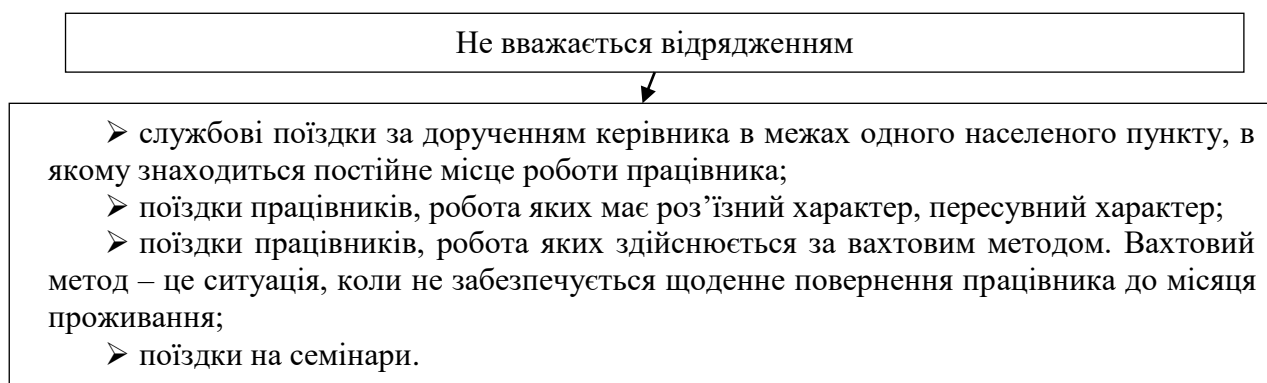 Не вважається відрядженням
➢ службові поїздки за дорученням керівника в межах одного населеного пункту, в
якому знаходиться постійне місце роботи працівника;
➢ поїздки працівників, робота яких має роз’їзний характер, пересувний характер;
➢ поїздки працівників, робота яких здійснюється за вахтовим методом. Вахтовий
метод – це ситуація, коли не забезпечується щоденне повернення працівника до місяця
проживання;
➢ поїздки на семінари.